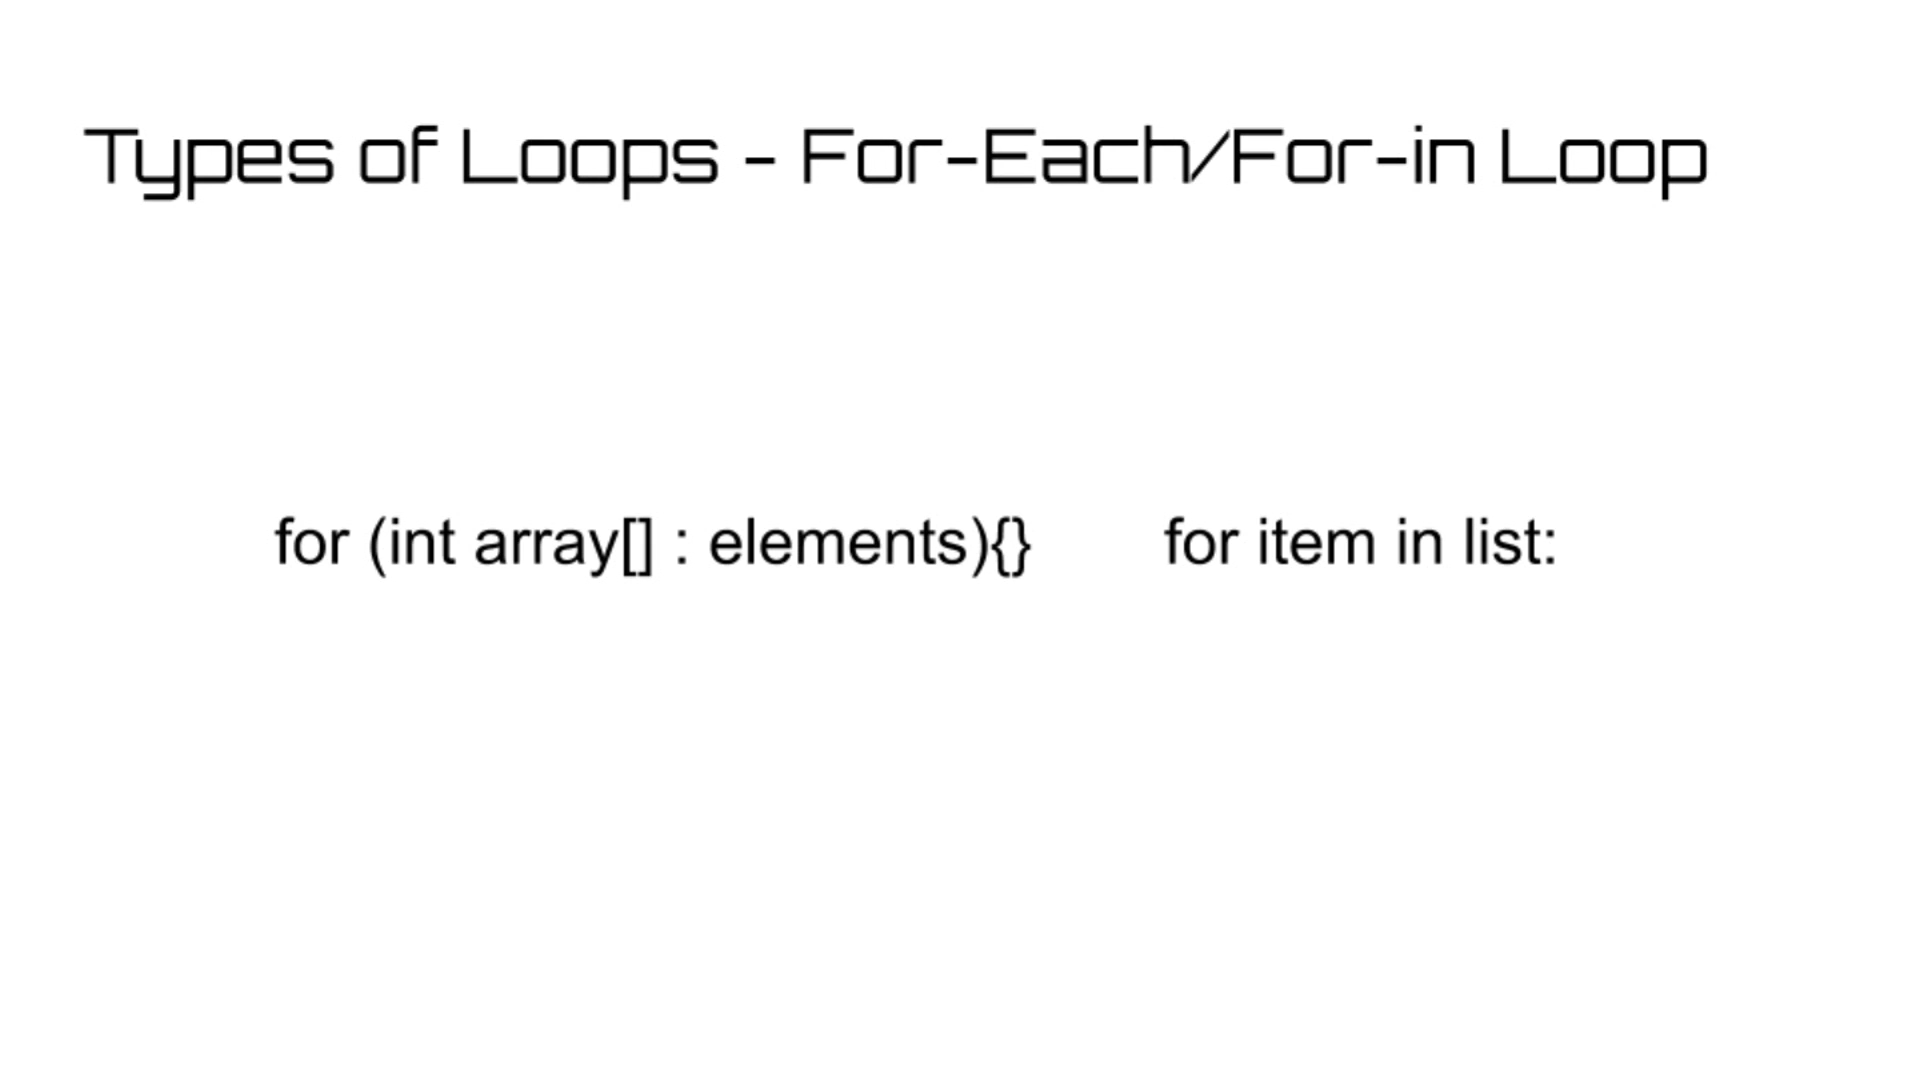 Types of Loops - For-Each/For-in Loop
for (int array[] : elements){}
for item in list: